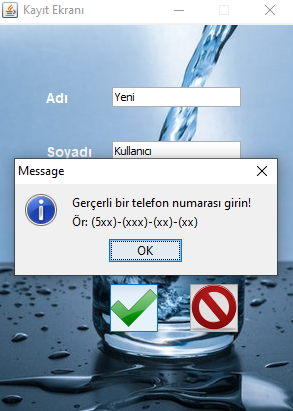 Kayıt Ekranı
Adı
Yeni
Soyadı
Kullanıcı
Message
Gerçerli bir telefon numarası girin!
Ör: (5xx)-(xxx)-(xx)-(xx)
OK